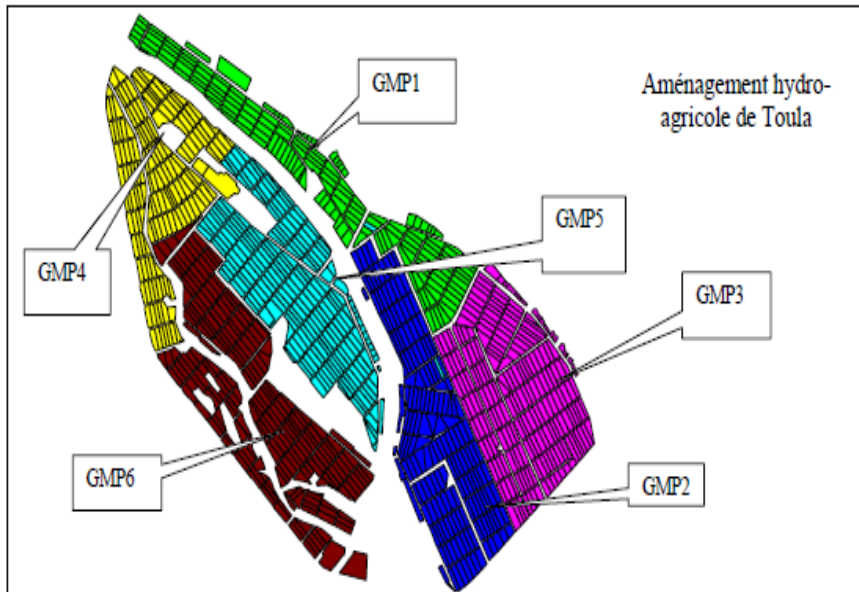 GMP1
Aménagement hydro-
agricole de Toula
GMP5
GMP4
GMP3
GMP6
GMP2